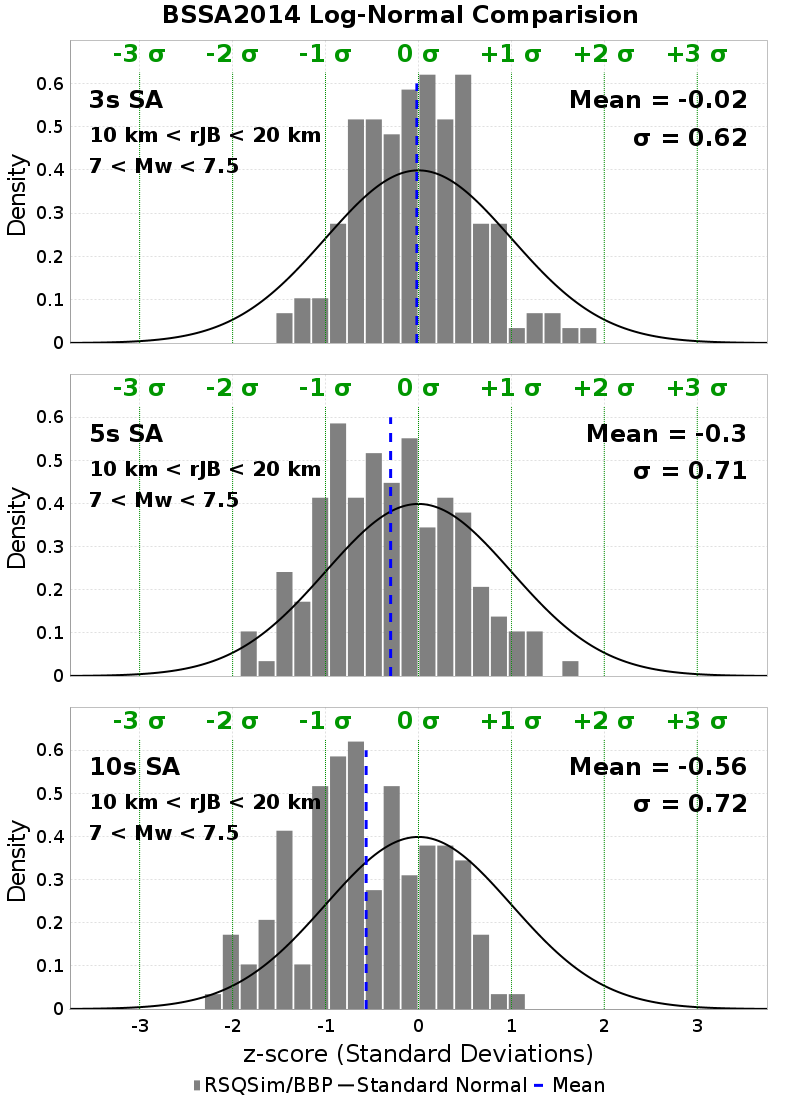 BSSA2014 Log-Normal Comparision
-3 σ -2 σ -1 σ 0 σ +1 σ +2 σ +3 σ
3s SA
Mean = -0.02
10 km < rJB < 20 km
σ = 0.62
7 < Mw < 7.5
Density
0.6
0.5
0.4
0.3
0.2
0.1
0
-3 σ -2 σ -1 σ 0 σ +1 σ +2 σ +3 σ
5s SA
Mean = -0.3
10 km < rJB < 20 km
σ = 0.71
7 < Mw < 7.5
Density
0.6
0.5
0.4
0.3
0.2
0.1
0
-3 σ -2 σ -1 σ 0 σ +1 σ +2 σ +3 σ
10s SA
Mean = -0.56
10 km < rJB < 20 km
σ = 0.72
7 < Mw < 7.5
Density
0.6
0.5
0.4
0.3
0.2
0.1
0
-3 -2 -1 0 1 2 3
z-score (Standard Deviations)
RSQSim/BBP Standard Normal Mean